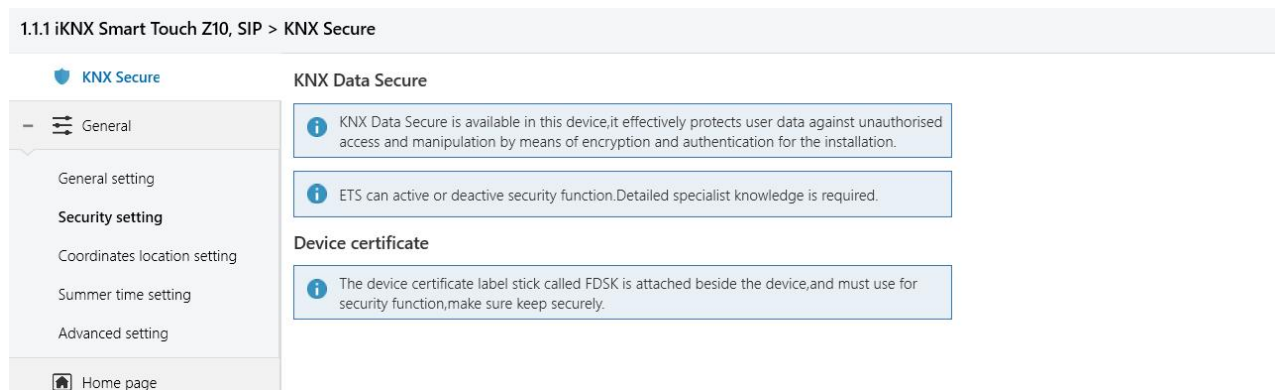 1.1.1 iKNX Smart Touch Z10, SIP > KNX Secure
KNX Secure
General
General setting
Security setting
Coordinates location setting
Summer time setting
Advanced setting
Home page
KNX Data Secure
KNX Data Secure is available in this device,it effectively protects user data against unauthorised
access and manipulation by means of encryption and authentication for the installation.
ETS can active or deactive security function.Detailed specialist knowledge is required.
Device certificate
The device certificate label stick called FDSK is attached beside the device,and must use for
security function,make sure keep securely.